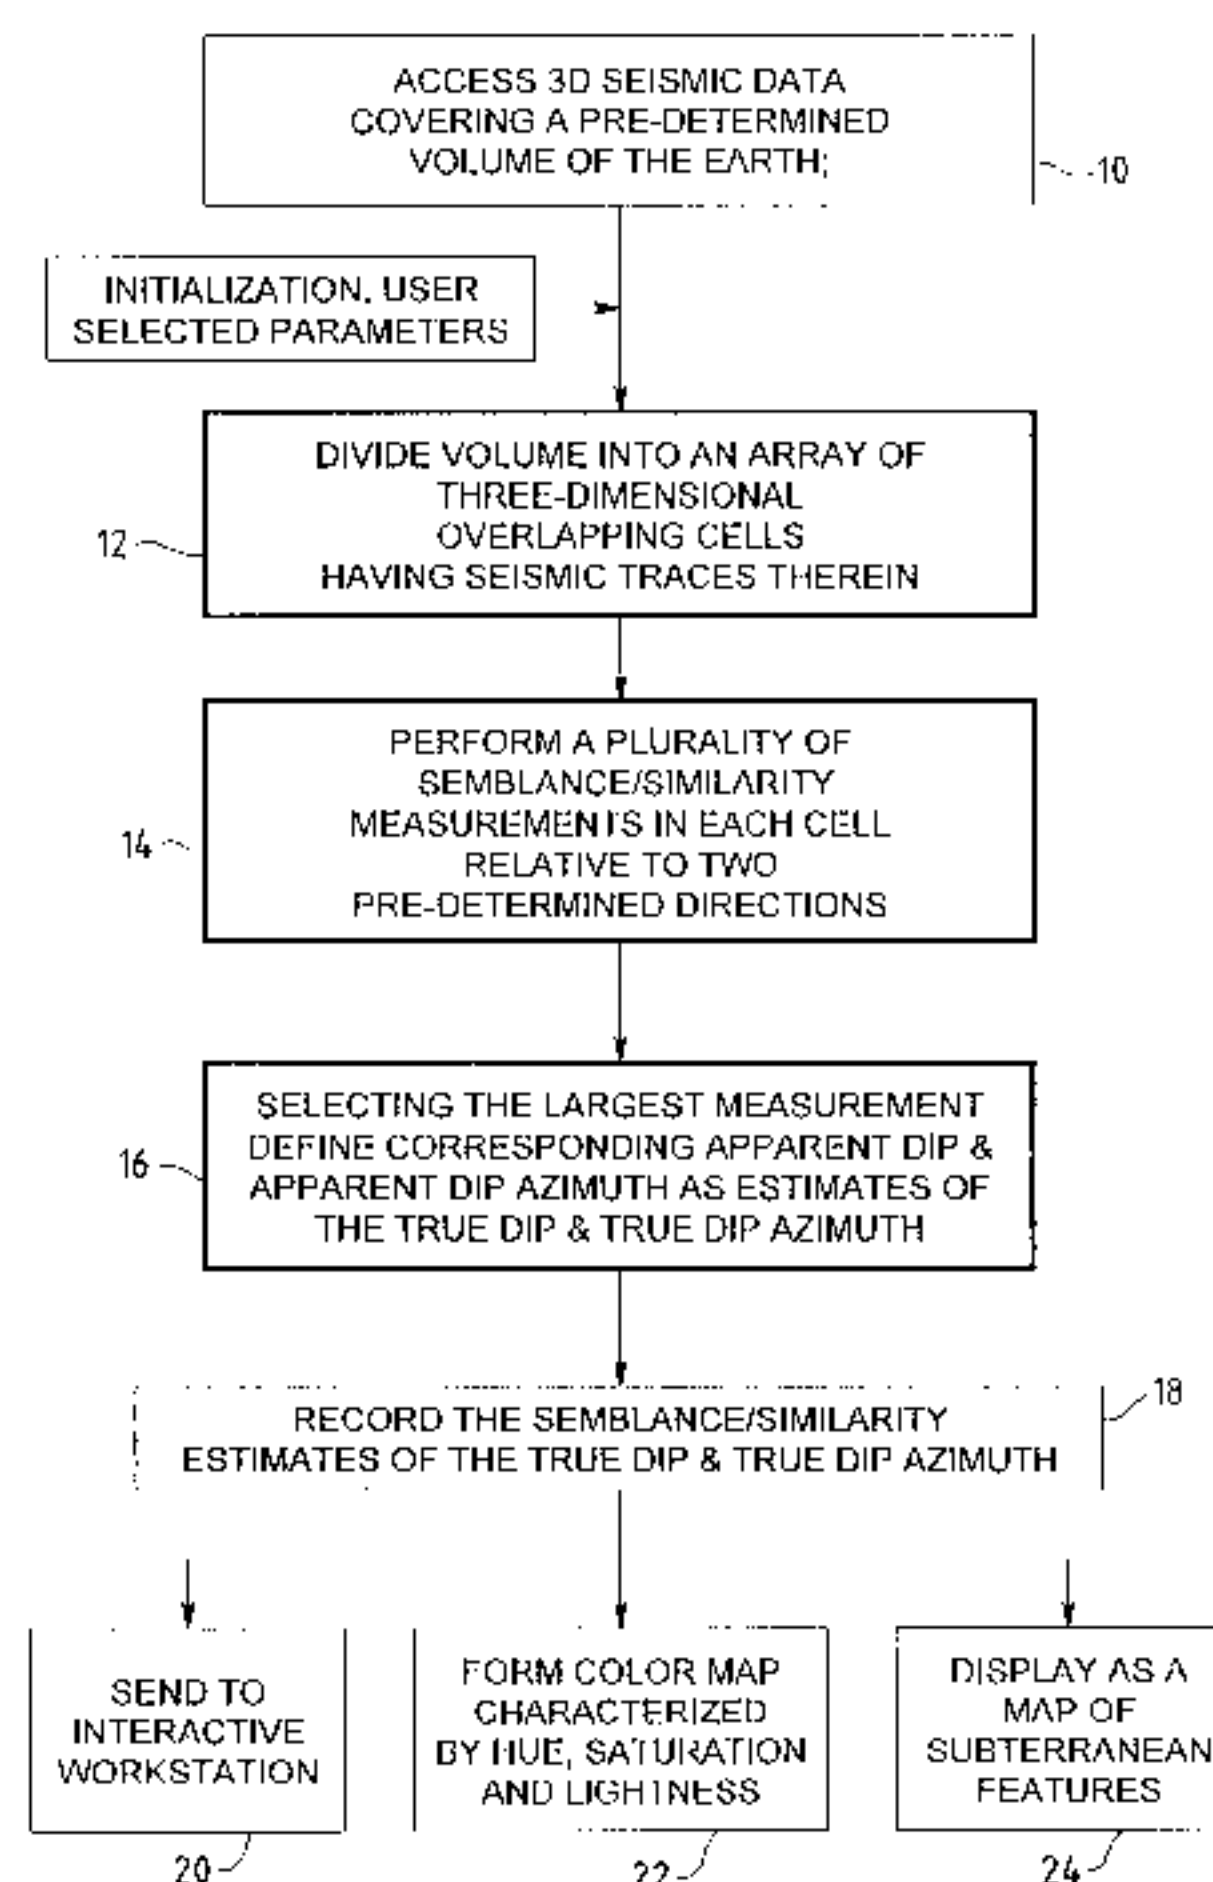 ACCESS 3D SEISMIC DATA
COVERING A PRE-DETERMINED
VOLUME OF THE EARTH;
10
INITIALIZATION. USER
SELECTED PARAMETERS
DIVIDE VOLUME INTO AN ARRAY OF
THREE-DIMENSIONAL
OVERLAPPING CELLS
HAVING SEISMIC TRACES THEREIN
12
PERFORM A PLURALITY OF
SEMBLANCE/SIMILARITY
MEASUREMENTS IN EACH CELL
RELATIVE TO TWO
PRE-DETERMINED DIRECTIONS
14
SELECTING THE LARGEST MEASUREMENT
DEFINE CORRESPONDING APPARENT DIP &
APPARENT DIP AZIMUTH AS ESTIMATES OF
THE TRUE DIP & TRUE DIP AZIMUTH
16
RECORD THE SEMBLANCE/SIMILARITY
ESTIMATES OF THE TRUE DIP & TRUE DIP AZIMUTH
18
SEND TO
INTERACTIVE
WORKSTATION
20
FORM COLOR MAP
CHARACTERIZED
BY HUE, SATURATION
AND LIGHTNESS
22
DISPLAY AS A
MAP OF
SUBTERRANEAN
FEATURES
24